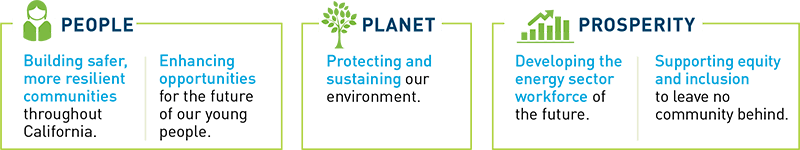 PEOPLE
Building safer,
more resilient
communities
throughout
California.
Enhancing
opportunities
for the future
of our young
people.
PLANET
Protecting and
sustaining our
environment.
PROSPERITY
Developing the
energy sector
workforce of
the future.
Supporting equity
and inclusion
to leave no
community behind.